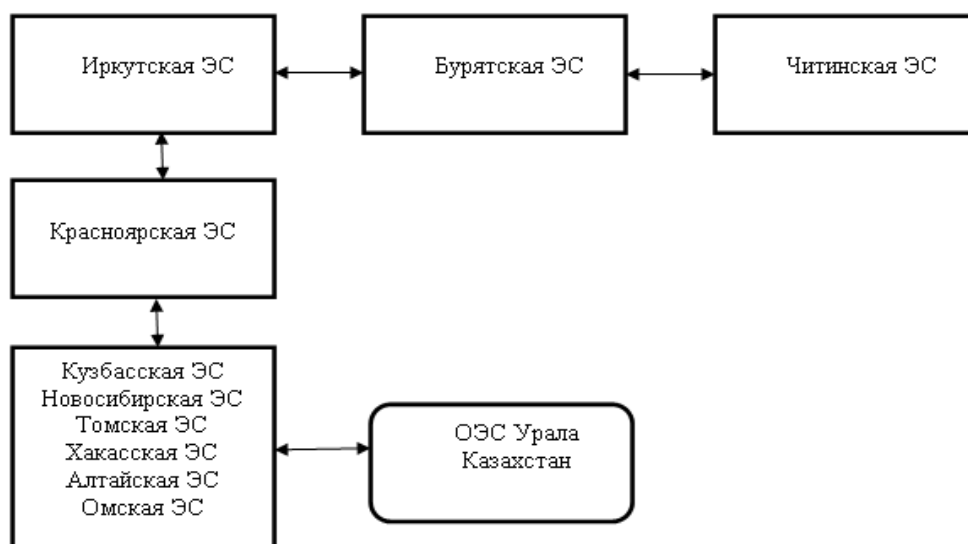 Иркутская ЭС
Бурятская ЭС
Читинская ЭС
Красноярская ЭС
Кузбасская ЭС
Новосибирская ЭС
Томская ЭС
Хакасская ЭС
Алтайская ЭС
Омская ЭС
ОЭС Урала
Казахстан